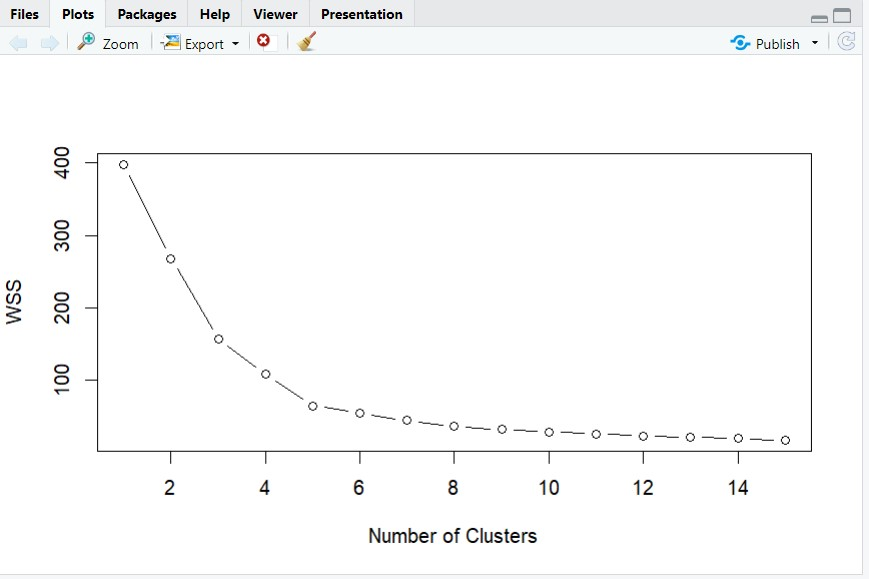 Files Plots Packages Help Viewer Presentation
Zoom Export Publish
400
300
200
100
WSS
2 4 6 8 10 12 14
Number of Clusters